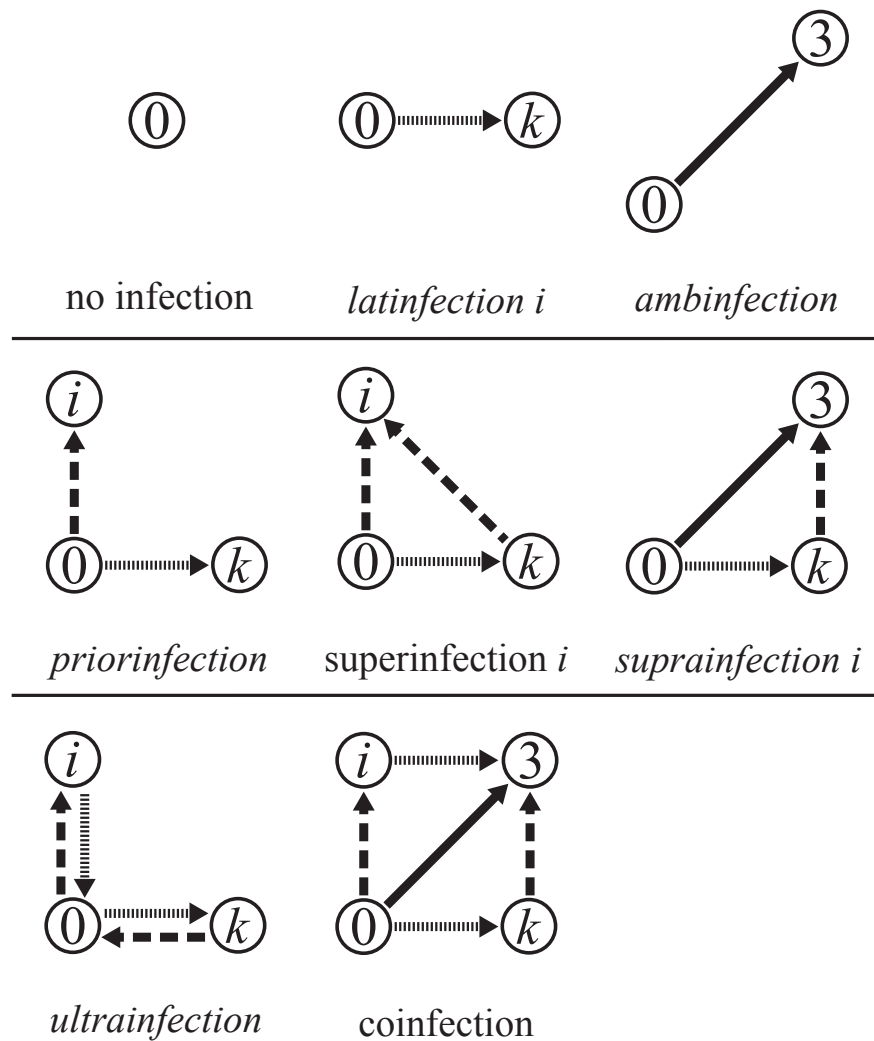 0
0 k
3
0
no infection latinfection i ambinfection
i i 3
0 k 0 k 0 k
priorinfection superinfection i suprainfection i
i i 3
0 k 0 k
ultrainfection coinfection